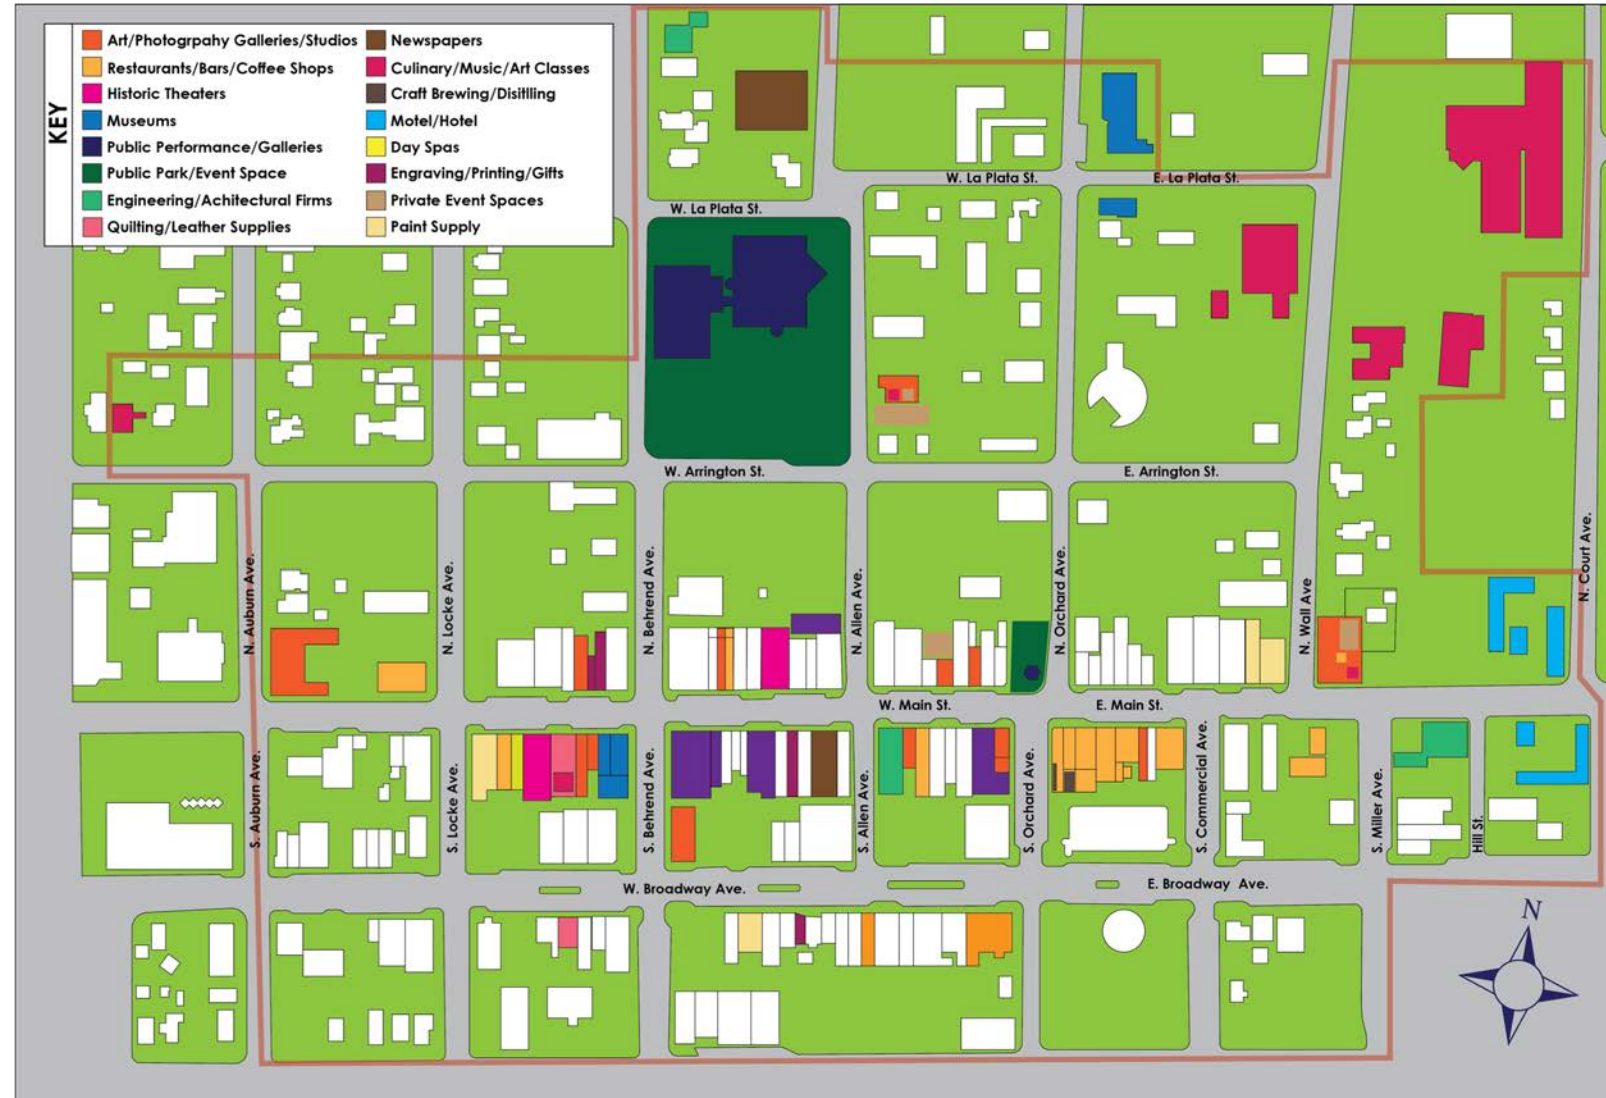 KEY
Art/Photogrpahy Galleries/Studios
Restaurants/Bars/Coffee Shops
Historic Theaters
Museums
Public Performance/Galleries
Public Park/Event Space
Engineering/Achitectural Firms
Quilting/Leather Supplies
Newspapers
Culinary/Music/Art Classes
Craft Brewing/Disitlling
Motel/Hotel
Day Spas
Engraving/Printing/Gifts
Private Event Spaces
Paint Supply
W. La Plata St.
E. La Plata St.
W. La Plata St.
W. Arrington St.
E. Arrington St.
N. Auburn Ave.
N. Locke Ave.
N. Behrend Ave.
N. Allen Ave.
N. Orchard Ave.
N. Wall Ave
N. Court Ave.
W. Main St.
E. Main St.
S. Auburn Ave.
S. Locke Ave.
S. Behrend Ave.
S. Allen Ave.
S. Orchard Ave.
S. Commercial Ave.
S. Miller Ave.
Hill St.
W. Broadway Ave.
E. Broadway Ave.
N